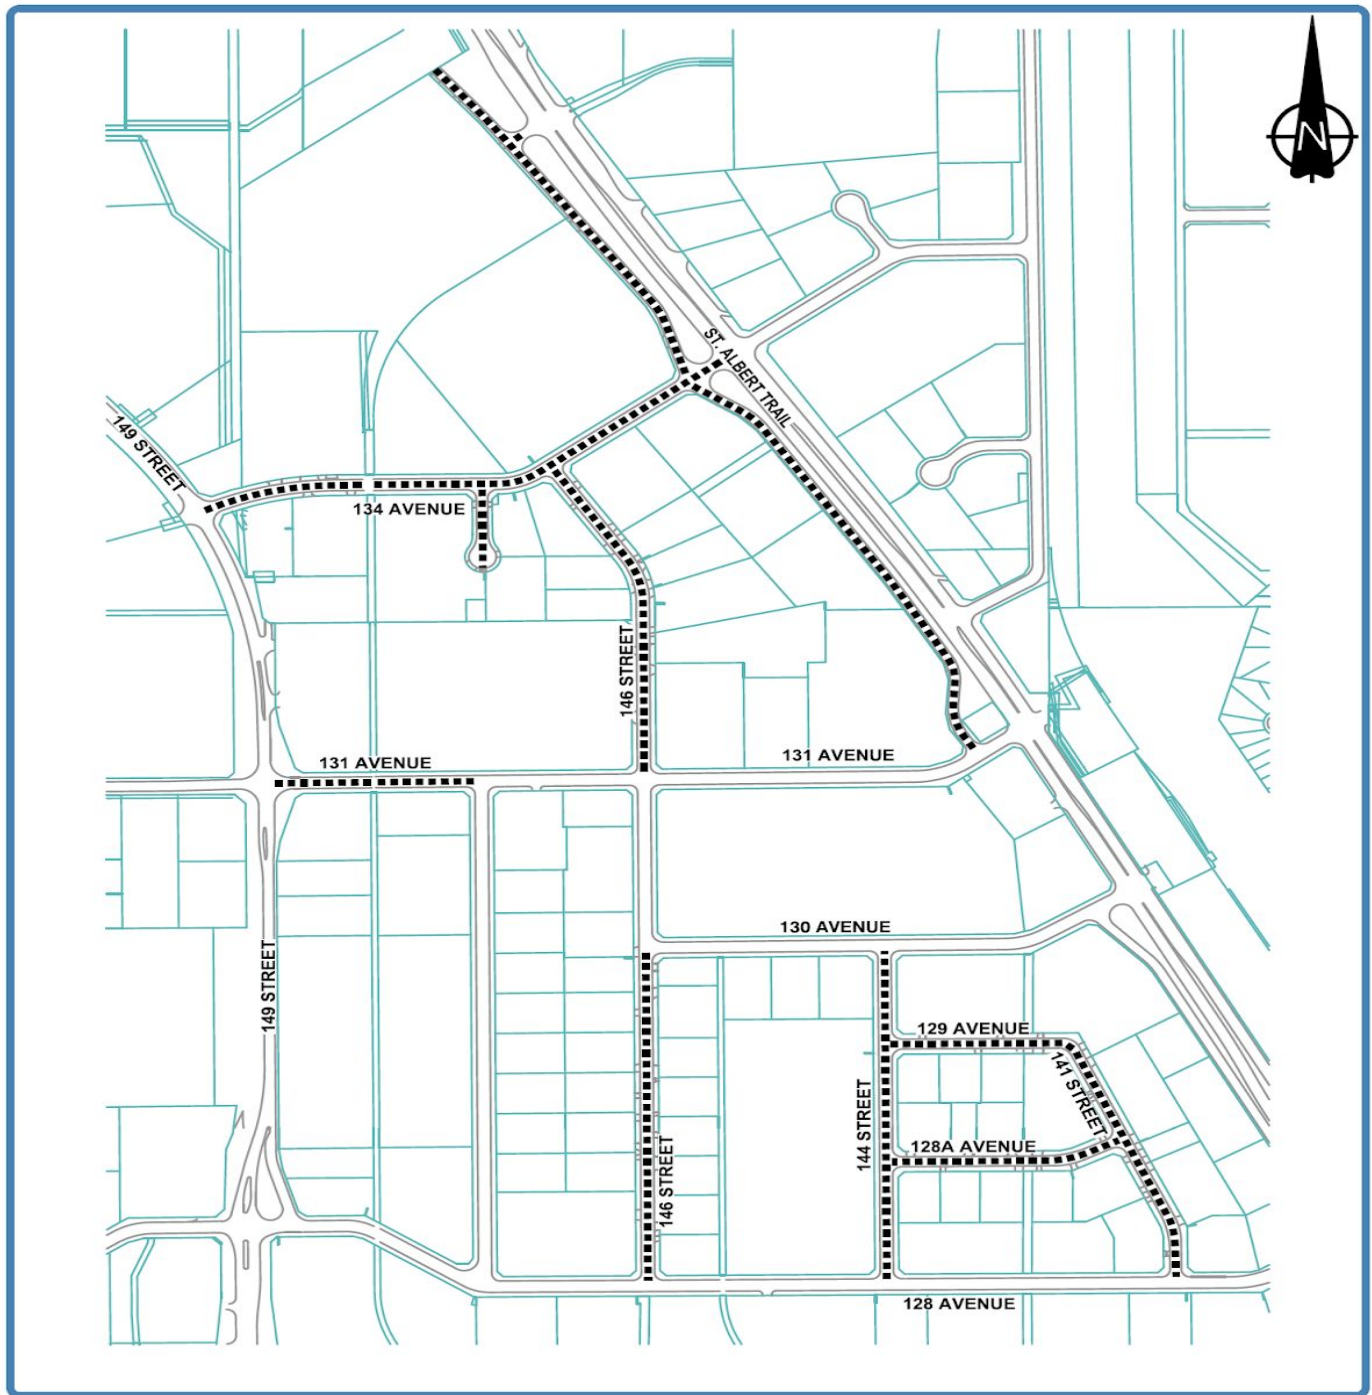 N
ST. ALBERT TRAIL
149 STREET
134 AVENUE
146 STREET
131 AVENUE
131 AVENUE
130 AVENUE
149 STREET
129 AVENUE
141 STREET
144 STREET
128A AVENUE
146 STREET
128 AVENUE